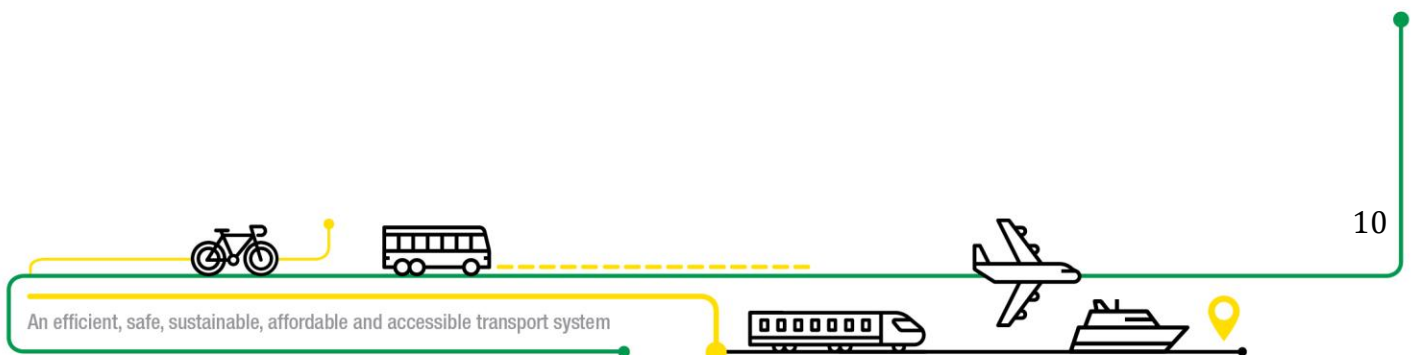 10
An efficient, safe, sustainable, affordable and accessible transport system